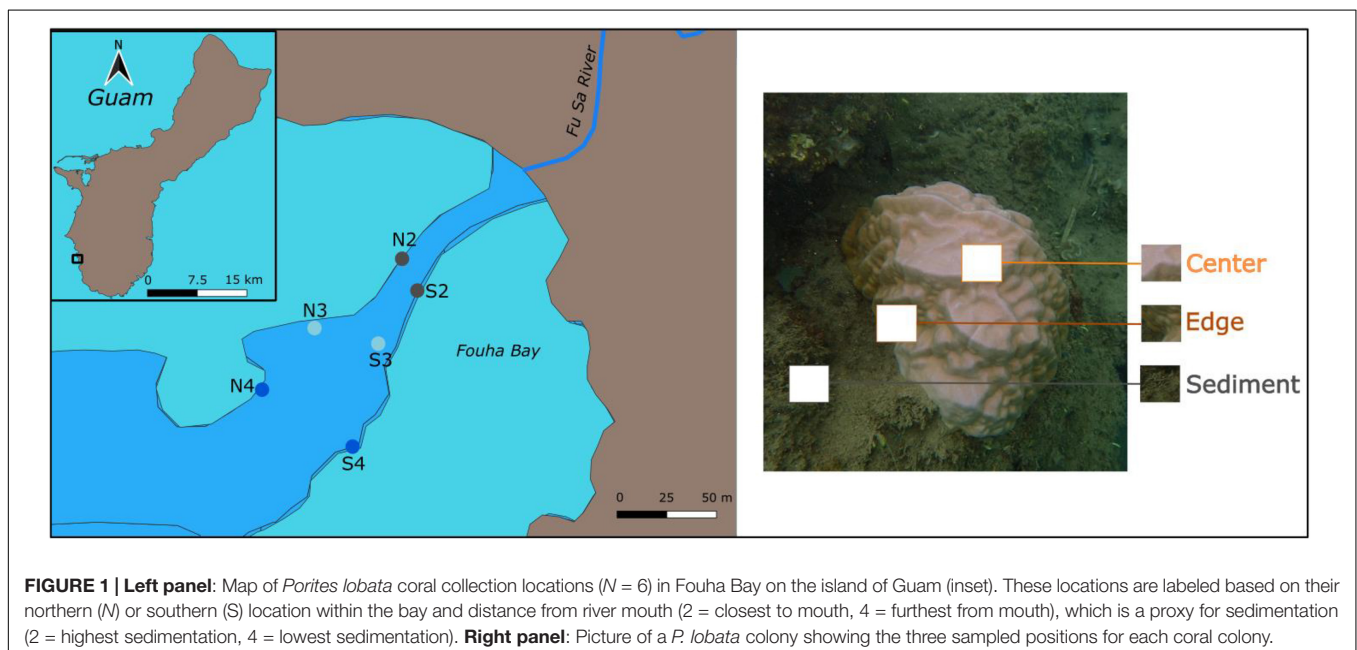 N
Guam
0 7.5 15 km
Fu Sa River
N2
S2
N3
S3
Fouha Bay
N4
S4
0 25 50 m
Center
Edge
Sediment
FIGURE 1 | Left panel: Map of Porites lobata coral collection locations (N = 6) in Fouha Bay on the island of Guam (inset). These locations are labeled based on their
northern (N) or southern (S) location within the bay and distance from river mouth (2 = closest to mouth, 4 = furthest from mouth), which is a proxy for sedimentation
(2 = highest sedimentation, 4 = lowest sedimentation). Right panel: Picture of a P. lobata colony showing the three sampled positions for each coral colony.